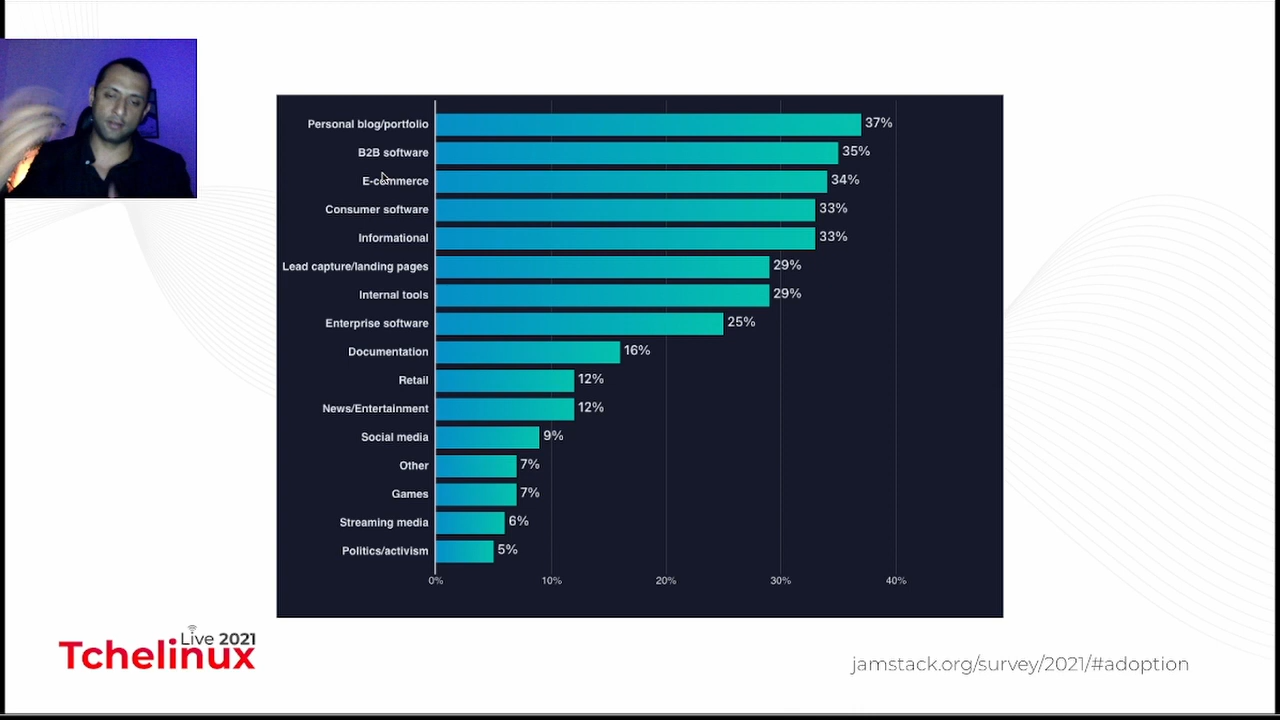 Personal blog/portfolio 37%
B2B software 35%
E-commerce 34%
Consumer software 33%
Informational 33%
Lead capture/landing pages 29%
Internal tools 29%
Enterprise software 25%
Documentation 16%
Retail 12%
News/Entertainment 12%
Social media 9%
Other 7%
Games 7%
Streaming media 6%
Politics/activism 5%
0% 10% 20% 30% 40%
Live 2021
Tchelinux
jamstack.org/survey/2021/#adoption